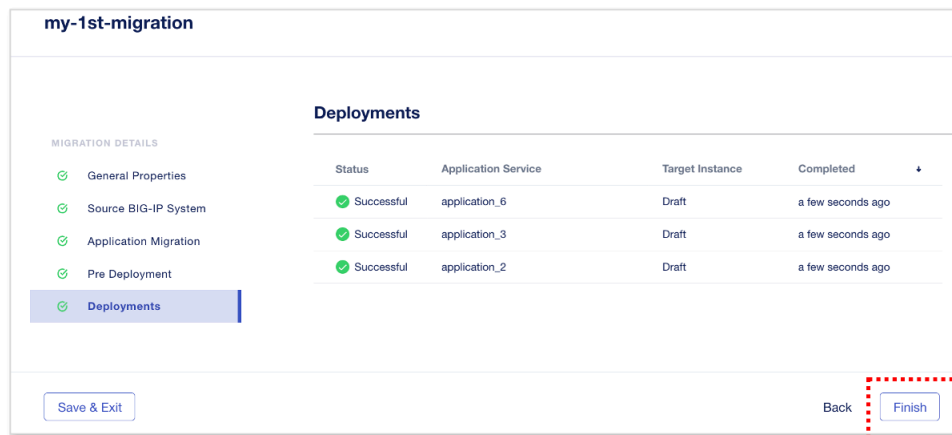 my-1st-migration
MIGRATION DETAILS
General Properties
Source BIG-IP System
Application Migration
Pre Deployment
Deployments
Deployments
Status Application Service Target Instance Completed
Successful application_6 Draft a few seconds ago
Successful application_3 Draft a few seconds ago
Successful application_2 Draft a few seconds ago
Save & Exit Back Finish